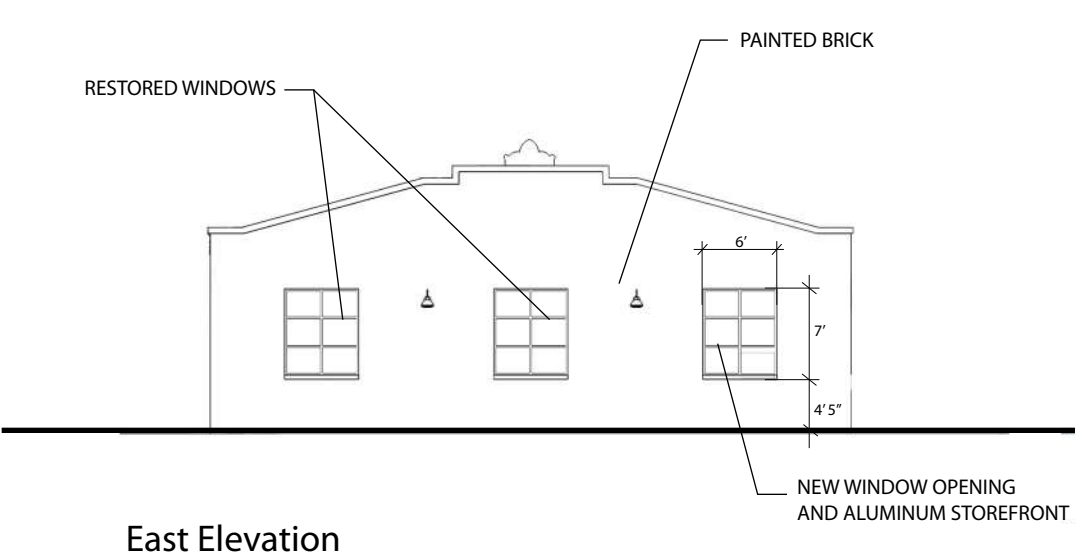 PAINTED BRICK
RESTORED WINDOWS
6’
7’
4’ 5”
NEW WINDOW OPENING
AND ALUMINUM STOREFRONT
East Elevation